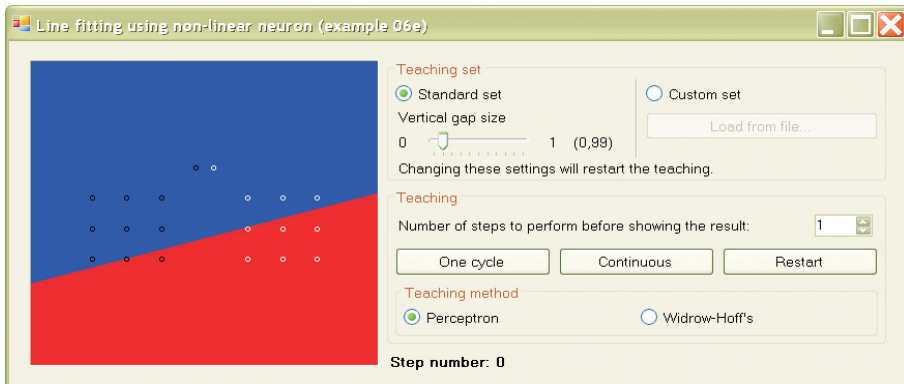 Line fitting using non-linear neuron (example 06e)
Teaching set
Standard set
Custom set
Vertical gap size
Load from file...
0 1 (0,99)
Changing these settings will restart the teaching.
Teaching
Number of steps to perform before showing the result: 1
One cycle Continuous Restart
Teaching method
Perceptron Widrow-Hoff's
Step number: 0